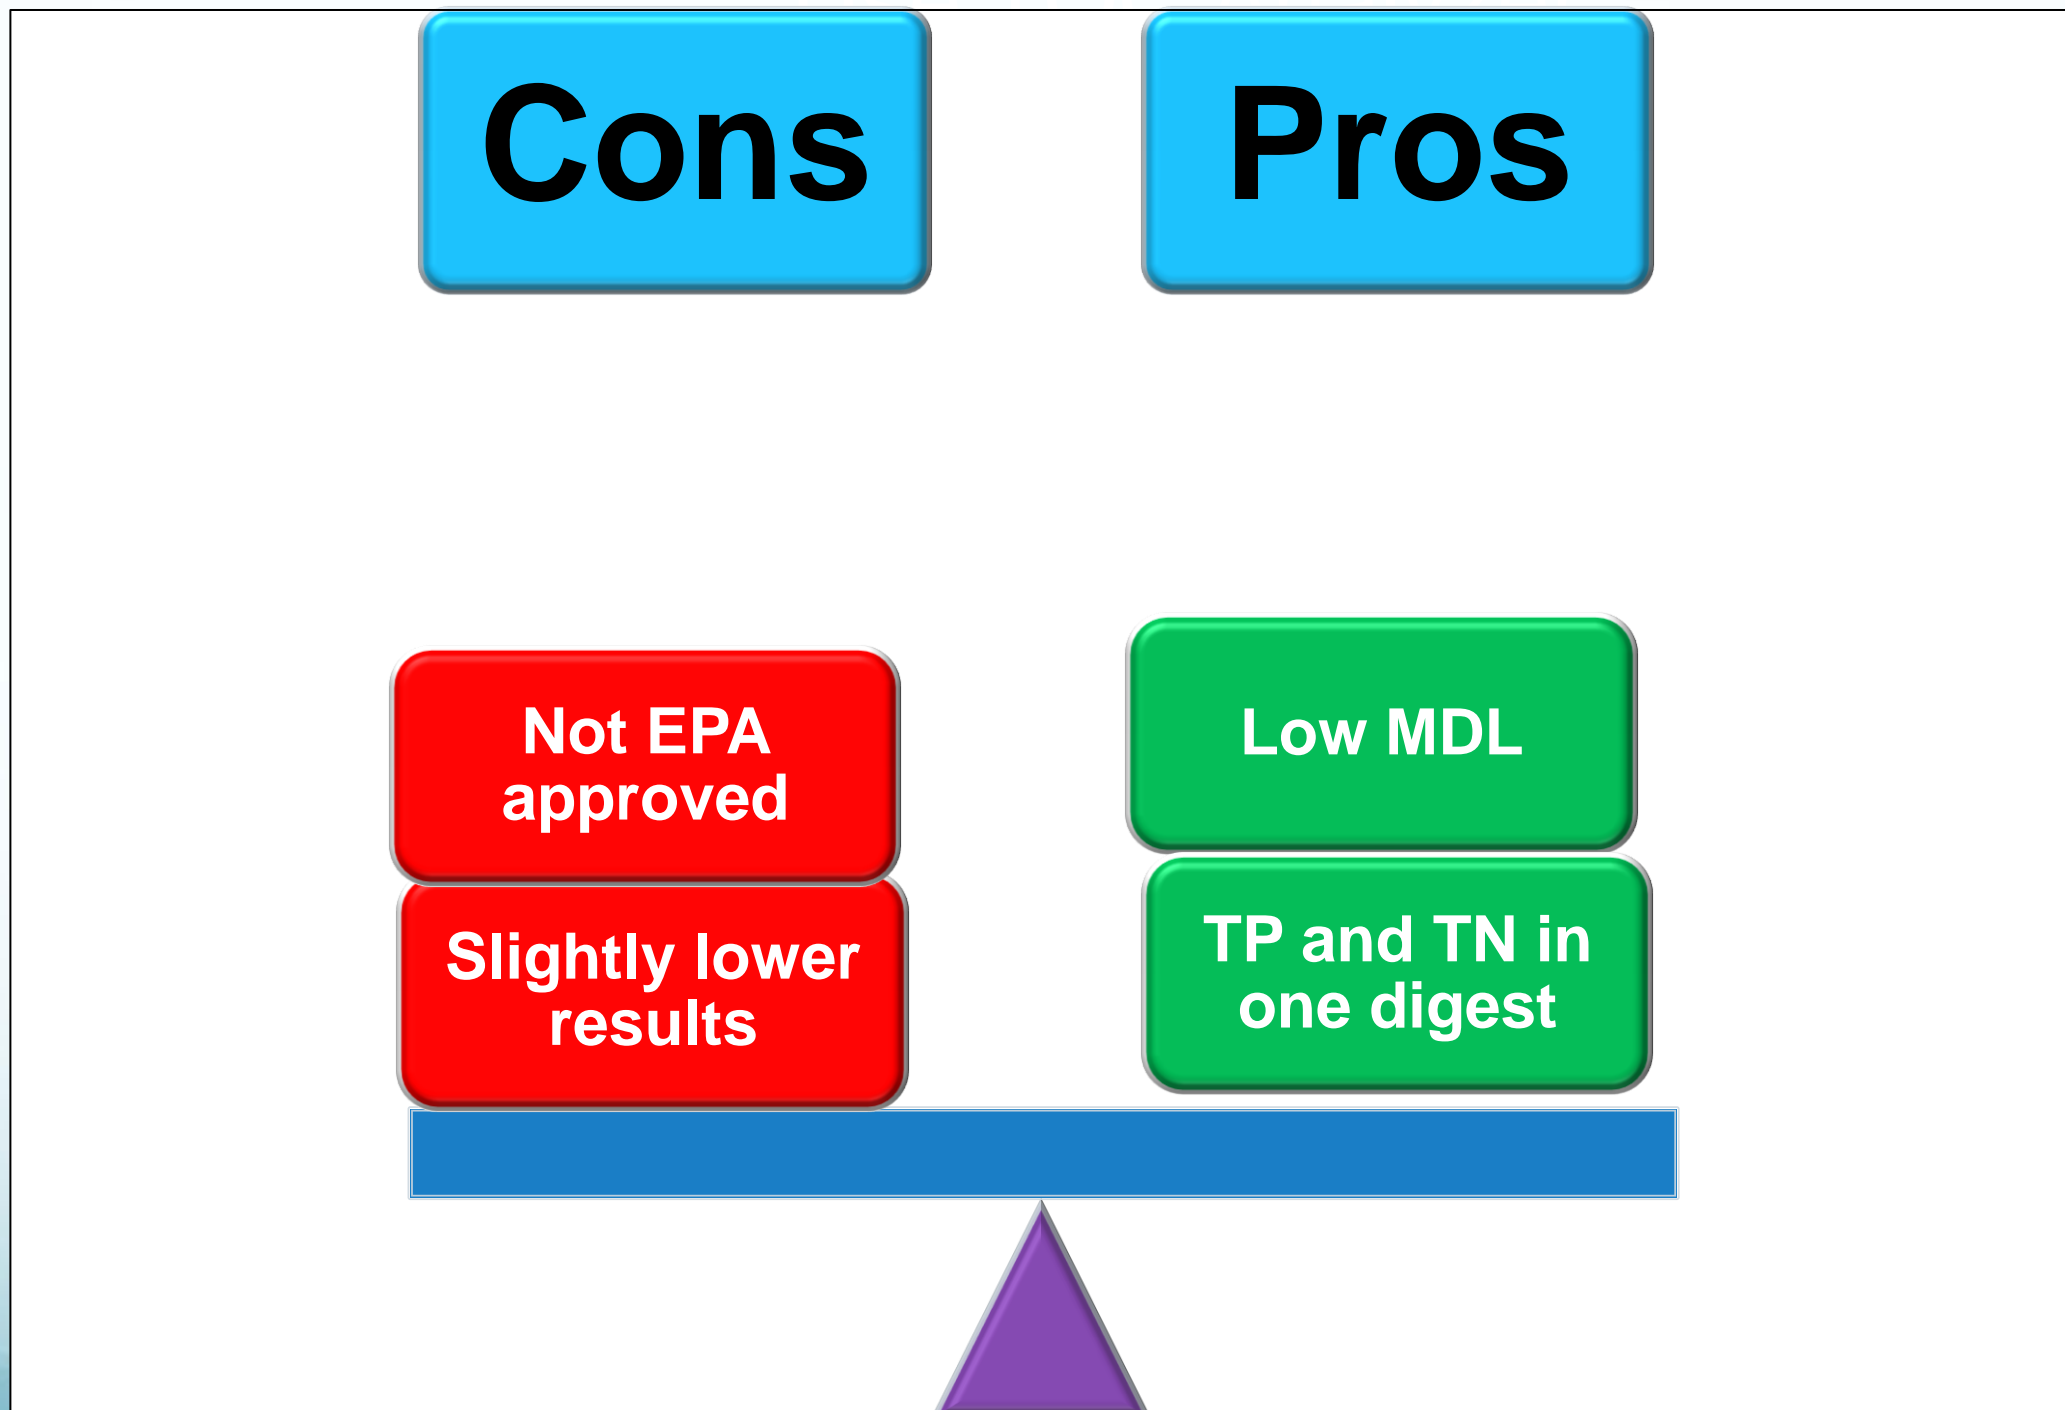 Cons
Pros
Not EPA
approved
Slightly lower
results
Low MDL
TP and TN in
one digest